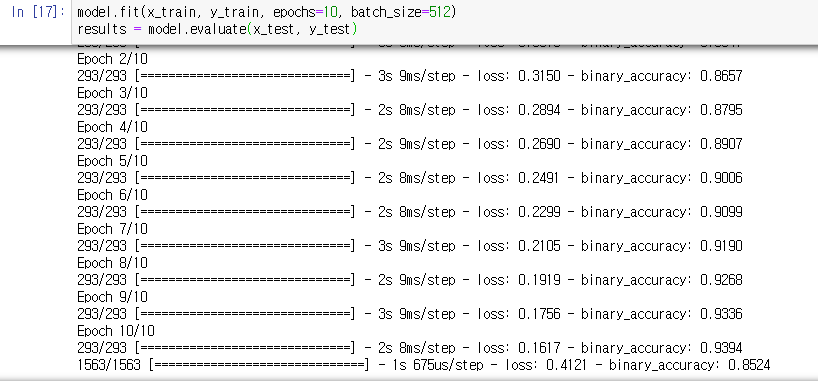 In [17]: model.fit(x_train, y_train, epochs=10, batch_size=512)
results = model.evaluate(x_test, y_test)
Epoch 2/10
293/293 [==============================] - 3s 9ms/step - loss: 0.3150 - binary_accuracy: 0.8657
Epoch 3/10
293/293 [==============================] - 2s 8ms/step - loss: 0.2894 - binary_accuracy: 0.8795
Epoch 4/10
293/293 [==============================] - 2s 9ms/step - loss: 0.2690 - binary_accuracy: 0.8907
Epoch 5/10
293/293 [==============================] - 2s 8ms/step - loss: 0.2491 - binary_accuracy: 0.9006
Epoch 6/10
293/293 [==============================] - 2s 8ms/step - loss: 0.2299 - binary_accuracy: 0.9099
Epoch 7/10
293/293 [==============================] - 3s 9ms/step - loss: 0.2105 - binary_accuracy: 0.9190
Epoch 8/10
293/293 [==============================] - 2s 9ms/step - loss: 0.1919 - binary_accuracy: 0.9268
Epoch 9/10
293/293 [==============================] - 3s 9ms/step - loss: 0.1756 - binary_accuracy: 0.9336
Epoch 10/10
293/293 [==============================] - 2s 8ms/step - loss: 0.1617 - binary_accuracy: 0.9394
1563/1563 [==============================] - 1s 675us/step - loss: 0.4121 - binary_accuracy: 0.8524